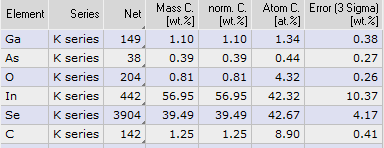 Element Series Net Mass C. norm. C. Atom C. Error (3 Sigma)
[wt.%] [wt.%] [at.%] [wt.%]
Ga K series 149 1.10 1.10 1.34 0.38
As K series 38 0.39 0.39 0.44 0.27
O K series 204 0.81 0.81 4.32 0.26
In K series 442 56.95 56.95 42.32 10.37
Se K series 3904 39.49 39.49 42.67 4.17
C K series 142 1.25 1.25 8.90 0.41